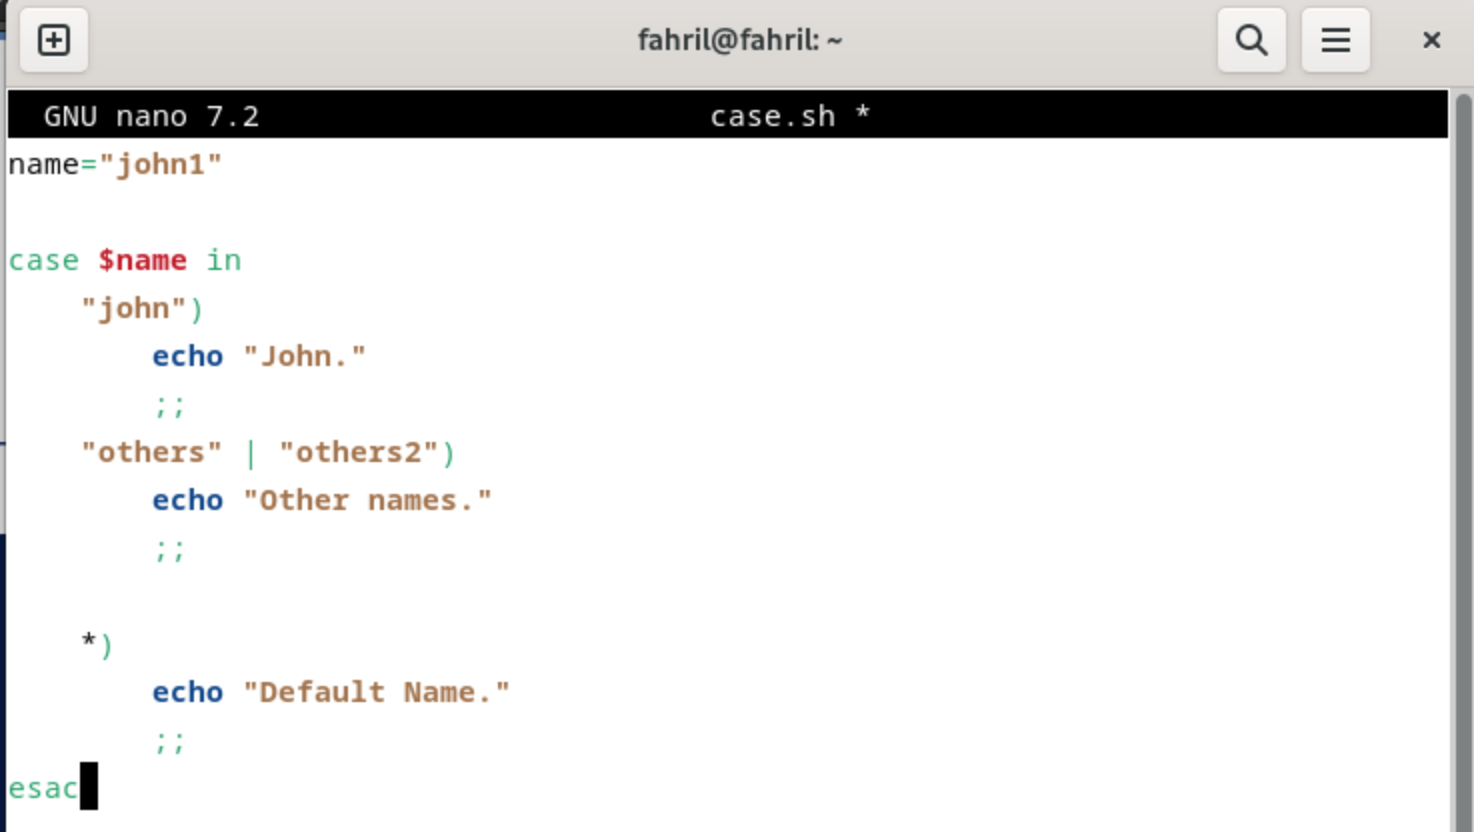 fahril@fahril: ~
GNU nano 7.2 case.sh *
name="john1"
case $name in
"john")
echo "John."
;;
"others" | "others2")
echo "Other names."
;;
*)
echo "Default Name."
;;
esac